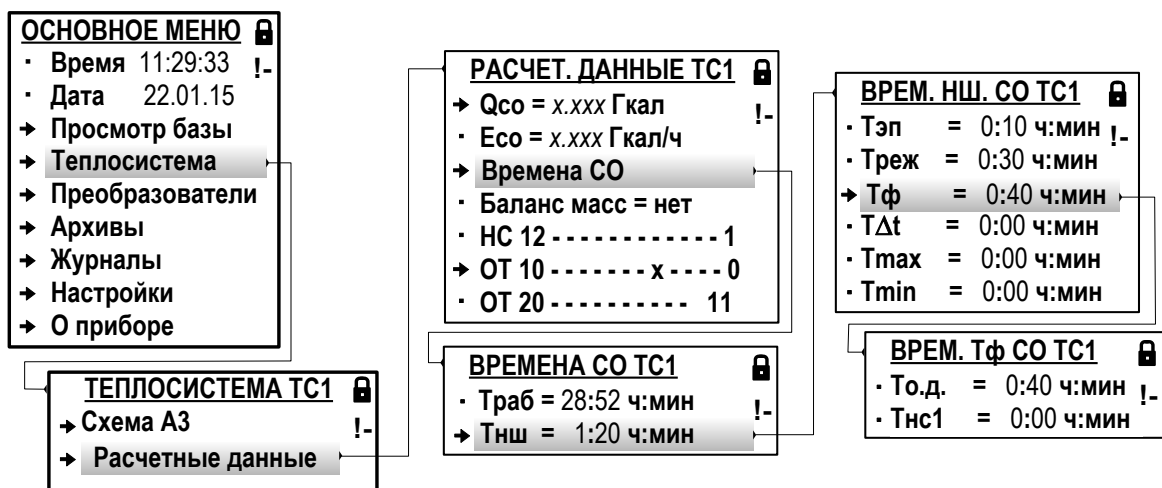 ОСНОВНОЕ МЕНЮ
· Время 11:29:33 !-
· Дата 22.01.15
→ Просмотр базы
→ Теплосистема
→ Преобразователи
→ Архивы
→ Журналы
→ Настройки
→ О приборе
ТЕПЛОСИСТЕМА ТС1
→ Схема А3 !-
→ Расчетные данные
РАСЧЕТ. ДАННЫЕ ТС1
→ Qсо = x.xxx Гкал !-
· Есо = x.xxx Гкал/ч
→ Времена СО
· Баланс масс = нет
· НС 12 - - - - - - - - - - - - 1
→ ОТ 10 - - - - - - - x - - - - 0
· ОТ 20 - - - - - - - - - - 11
ВРЕМЕНА СО ТС1
· Траб = 28:52 ч:мин !-
→ Тнш = 1:20 ч:мин
ВРЕМ. НШ. СО ТС1
· Тэп = 0:10 ч:мин !-
· Треж = 0:30 ч:мин
→ Тф = 0:40 ч:мин
· TΔt = 0:00 ч:мин
· Tmax = 0:00 ч:мин
· Tmin = 0:00 ч:мин
ВРЕМ. Тф СО ТС1
· То.д. = 0:40 ч:мин !-
· Тнс1 = 0:00 ч:мин